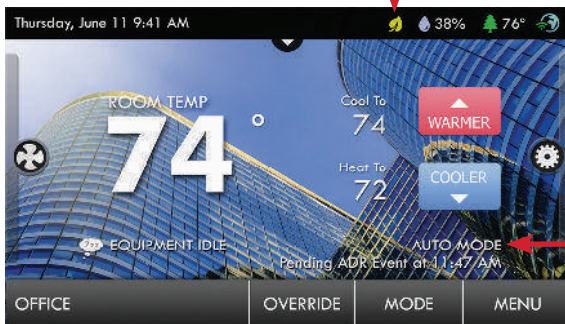 Thursday, June 11 9:41 AM 38% 76°
ROOM TEMP
74°
Cool To
74
WARMER
Heat To
72
COOLER
EQUIPMENT IDLE
AUTO MODE
Pending ADR Event at 11:47 AM
OFFICE OVERRIDE MODE MENU